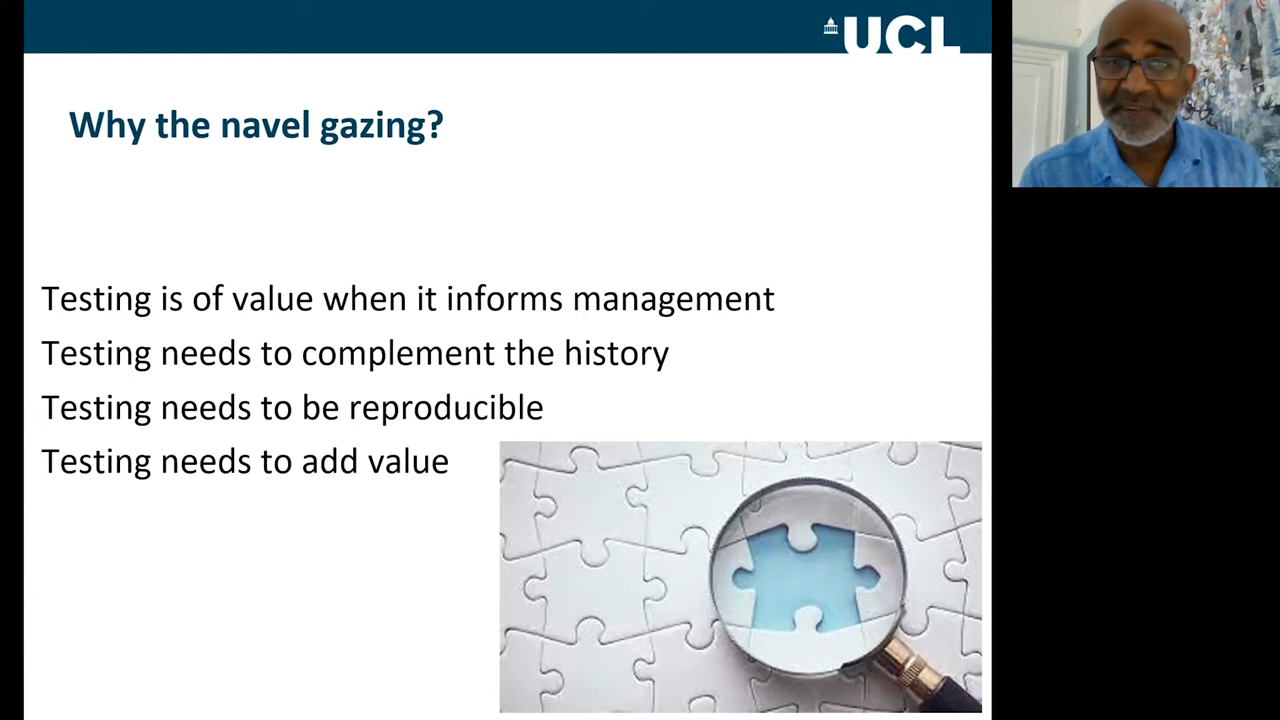 UCL
Why the navel gazing?
Testing is of value when it informs management
Testing needs to complement the history
Testing needs to be reproducible
Testing needs to add value